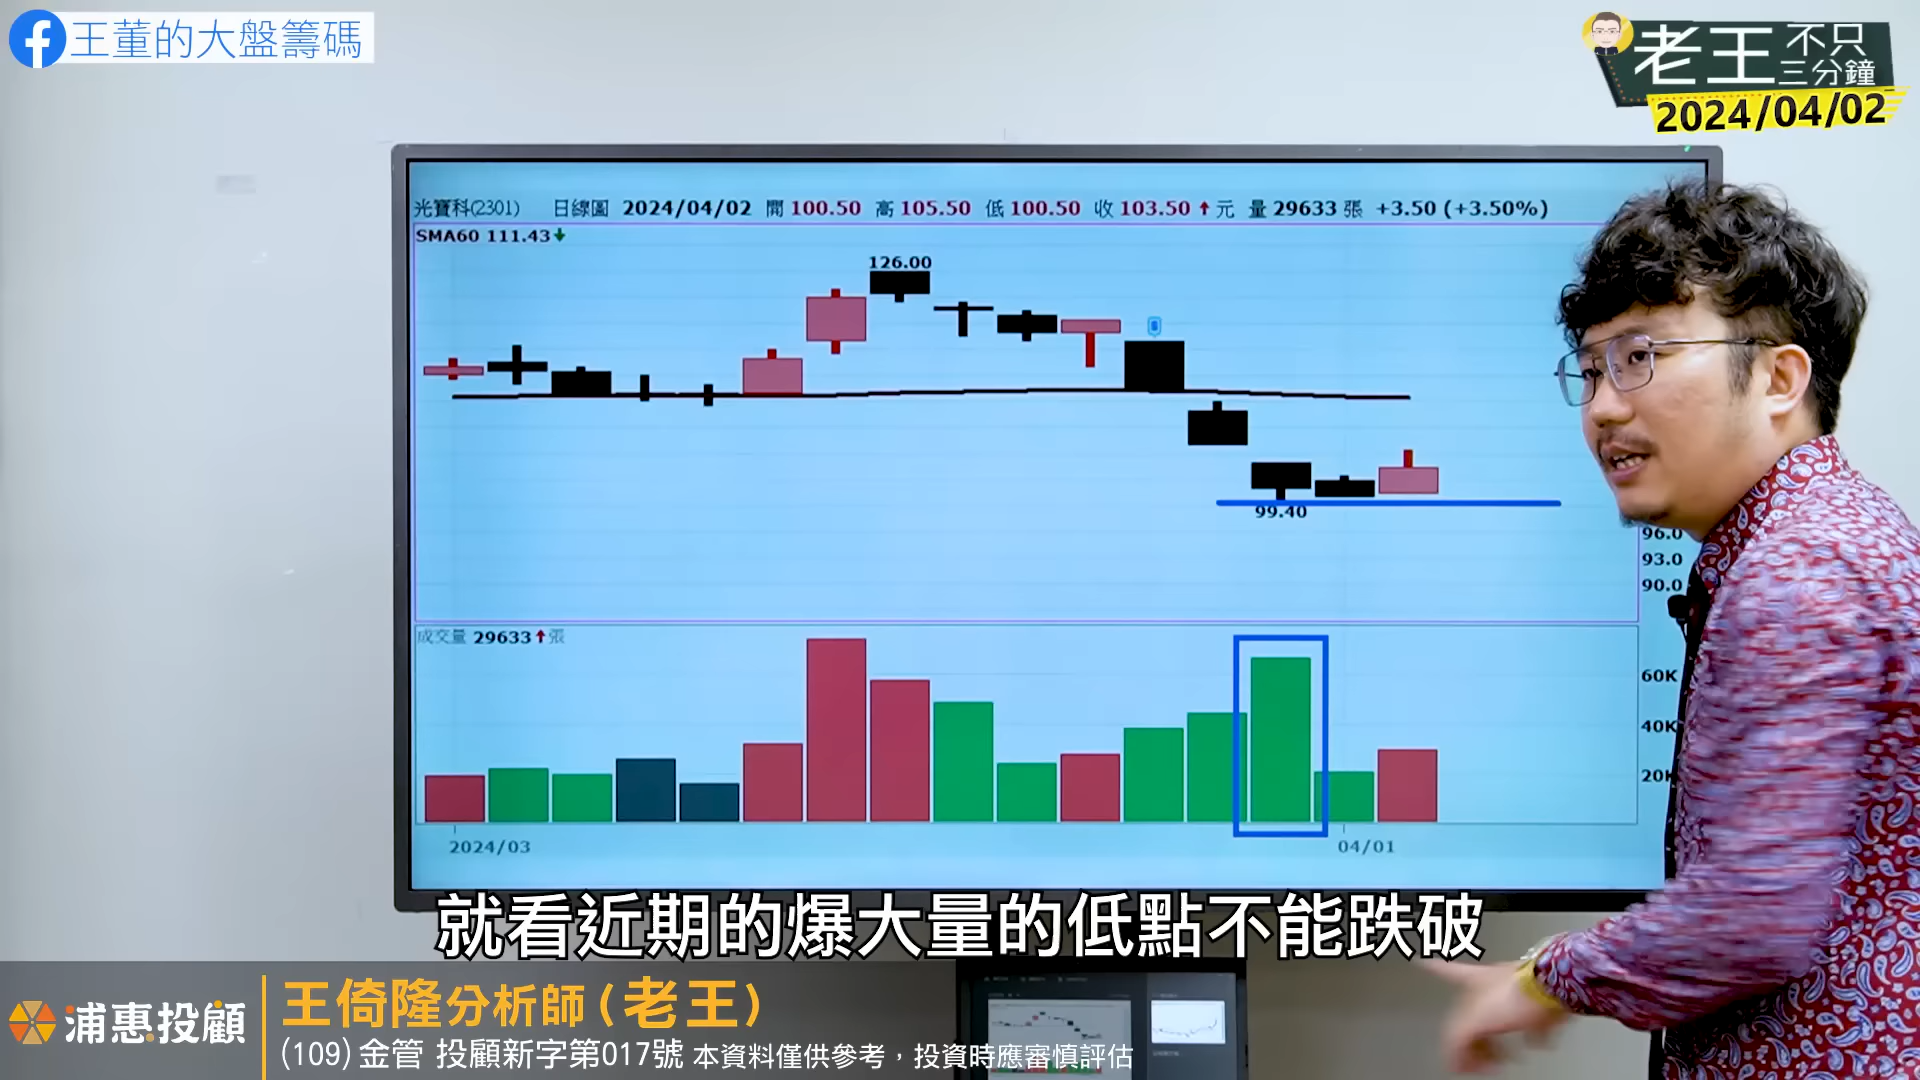 王董的大盤籌碼
老王 不只三分鐘
2024/04/02
光寶科(2301) 日線圖 2024/04/02 開 100.50 高 105.50 低 100.50 收 103.50 ↑ 元 量 29633 張 +3.50 (+3.50%)
SMA60 111.43↓
126.00
99.40
96.0
93.0
90.0
成交量 29633↑張
60K
40K
20K
2024/03 04/01
就看近期的爆大量的低點不能跌破
浦惠投顧
王倚隆分析師(老王)
(109)金管 投顧新字第017號 本資料僅供參考，投資時應審慎評估